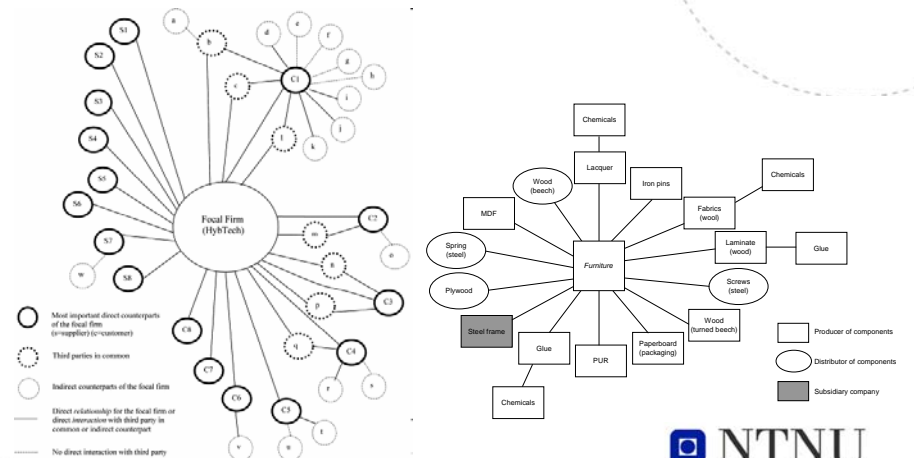 S1
S2
S3
S4
S5
S6
S7
S8
w
a
b
c
d
e
f
g
h
i
j
k
l
C1
Focal Firm
(HybTech)
C2
m
o
n
C3
p
q
C4
r
s
C5
t
u
C6
v
C7
C8
Most important direct counterparts
of the focal firm
(s=supplier) (c=customer)
Third parties in common
Indirect counterparts of the focal firm
Direct relationship for the focal firm or
direct interaction with third party in
common or indirect counterpart
No direct interaction with third party
Chemicals
Lacquer
Wood
(beech)
Iron pins
Chemicals
MDF
Fabrics
(wool)
Spring
(steel)
Furniture
Laminate
(wood)
Glue
Plywood
Screws
(steel)
Steel frame
Wood
(turned beech)
Glue
PUR
Paperboard
(packaging)
Chemicals
Producer of components
Distributor of components
Subsidiary company
NTNU